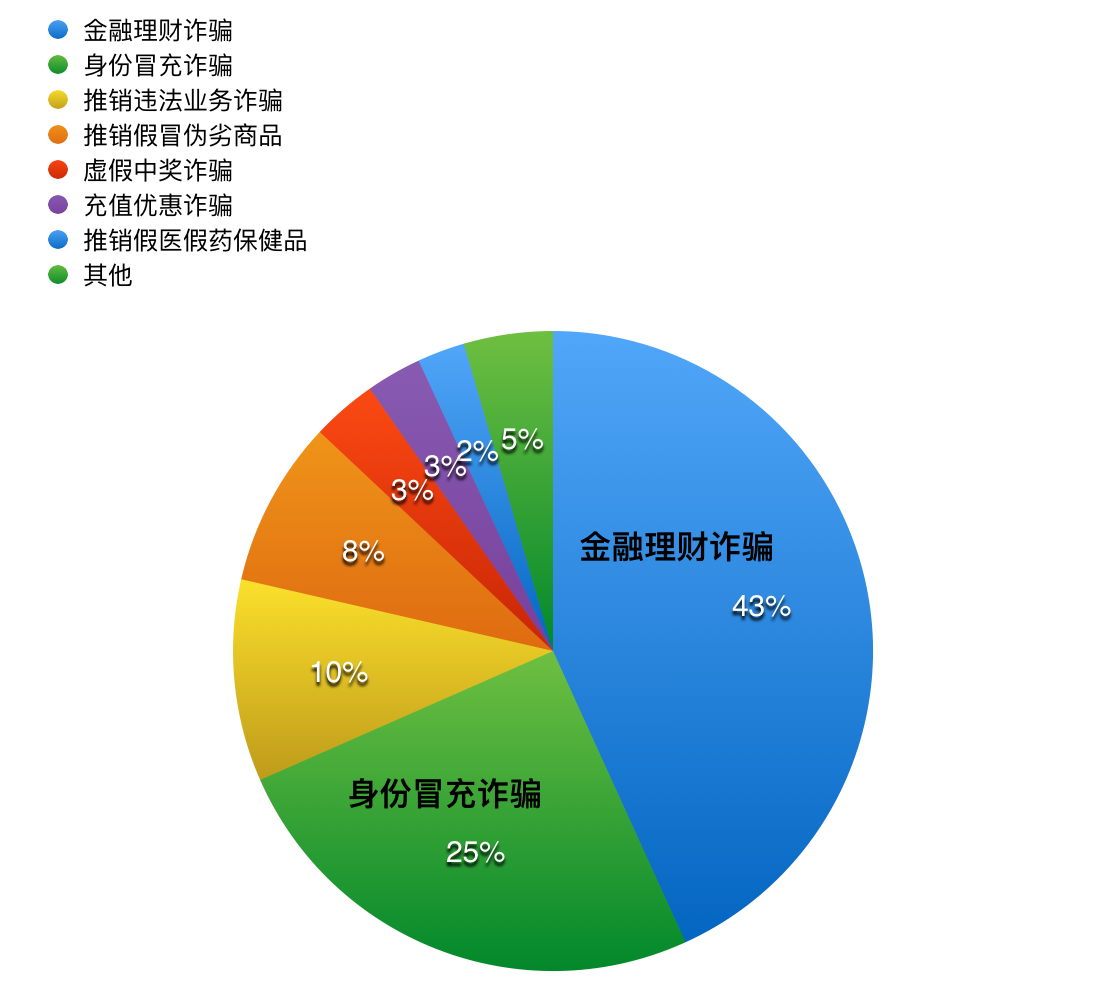 金融理财诈骗
身份冒充诈骗
推销违法业务诈骗
推销假冒伪劣商品
虚假中奖诈骗
充值优惠诈骗
推销假医假药保健品
其他
5%
2%
3%
3%
金融理财诈骗
8%
43%
10%
身份冒充诈骗
25%